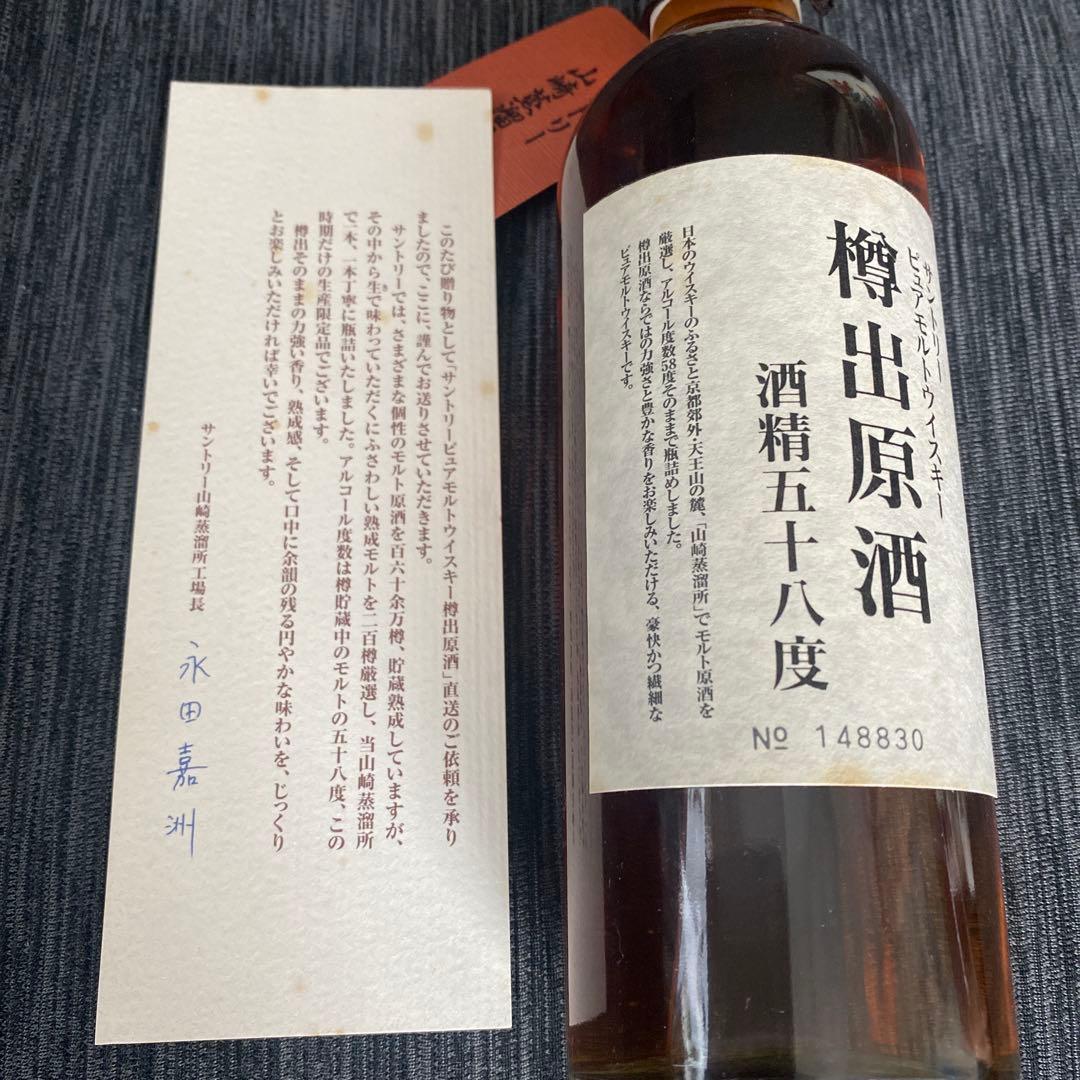 このたび贈り物として「サントリーピュアモルトウイスキー樽出原酒」直送のご依頼を承り
ましたので、ここに、謹んでお送りさせていただきます。
サントリーでは、さまざまな個性のモルト原酒を百六十余万樽、貯蔵熟成していますが、
その中から生で味わっていただくにふさわしい熟成モルトを二百樽厳選し、当山崎蒸溜所
で一本、一本丁寧に瓶詰いたしました。アルコール度数は樽貯蔵中のモルトの五十八度、この
時期だけの生産限定品でございます。
樽出そのままの力強い香り、熟成感、そして口中に余韻の残る円やかな味わいを、じっくり
とお楽しみいただければ幸いでございます。
サントリー山崎蒸溜所工場長
永田嘉洲
山崎蒸溜
サントリー
ピュアモルトウイスキー
樽出原酒
酒精五十八度
日本のウイスキーのふるさと京都郊外・天王山の麓、「山崎蒸溜所」でモルト原酒を
厳選し、アルコール度数58度そのままで瓶詰めしました。
樽出原酒ならではの力強さと豊かな香りをお楽しみいただける、豪快かつ繊細な
ピュアモルトウイスキーです。
№ 148830